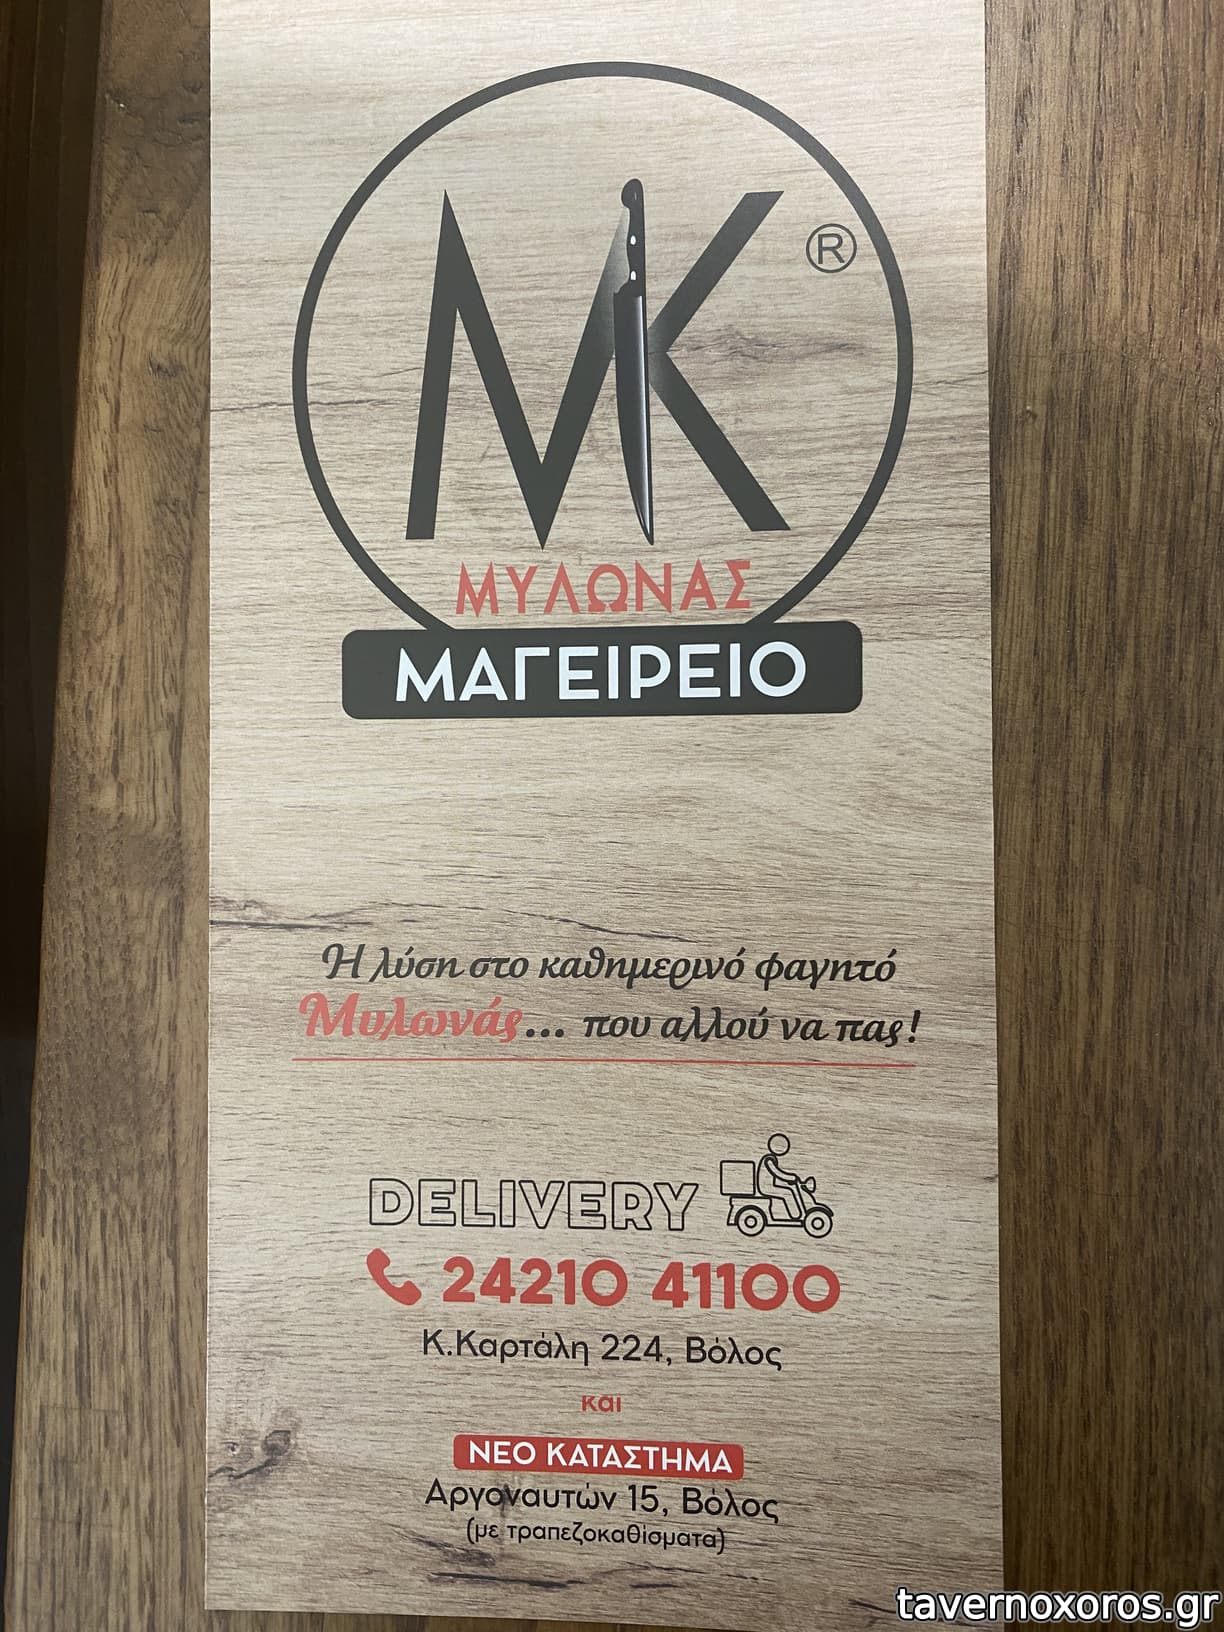 MK ®
ΜΥΛΩΝΑΣ
ΜΑΓΕΙΡΕΙΟ
Η λύση στο καθημερινό φαγητό
Μυλωνάς... που αλλού να πας!
DELIVERY
24210 41100
Κ.Καρτάλη 224, Βόλος
και
ΝΕΟ ΚΑΤΑΣΤΗΜΑ
Αργοναυτών 15, Βόλος
(με τραπεζοκαθίσματα)
tavernoxoros.gr